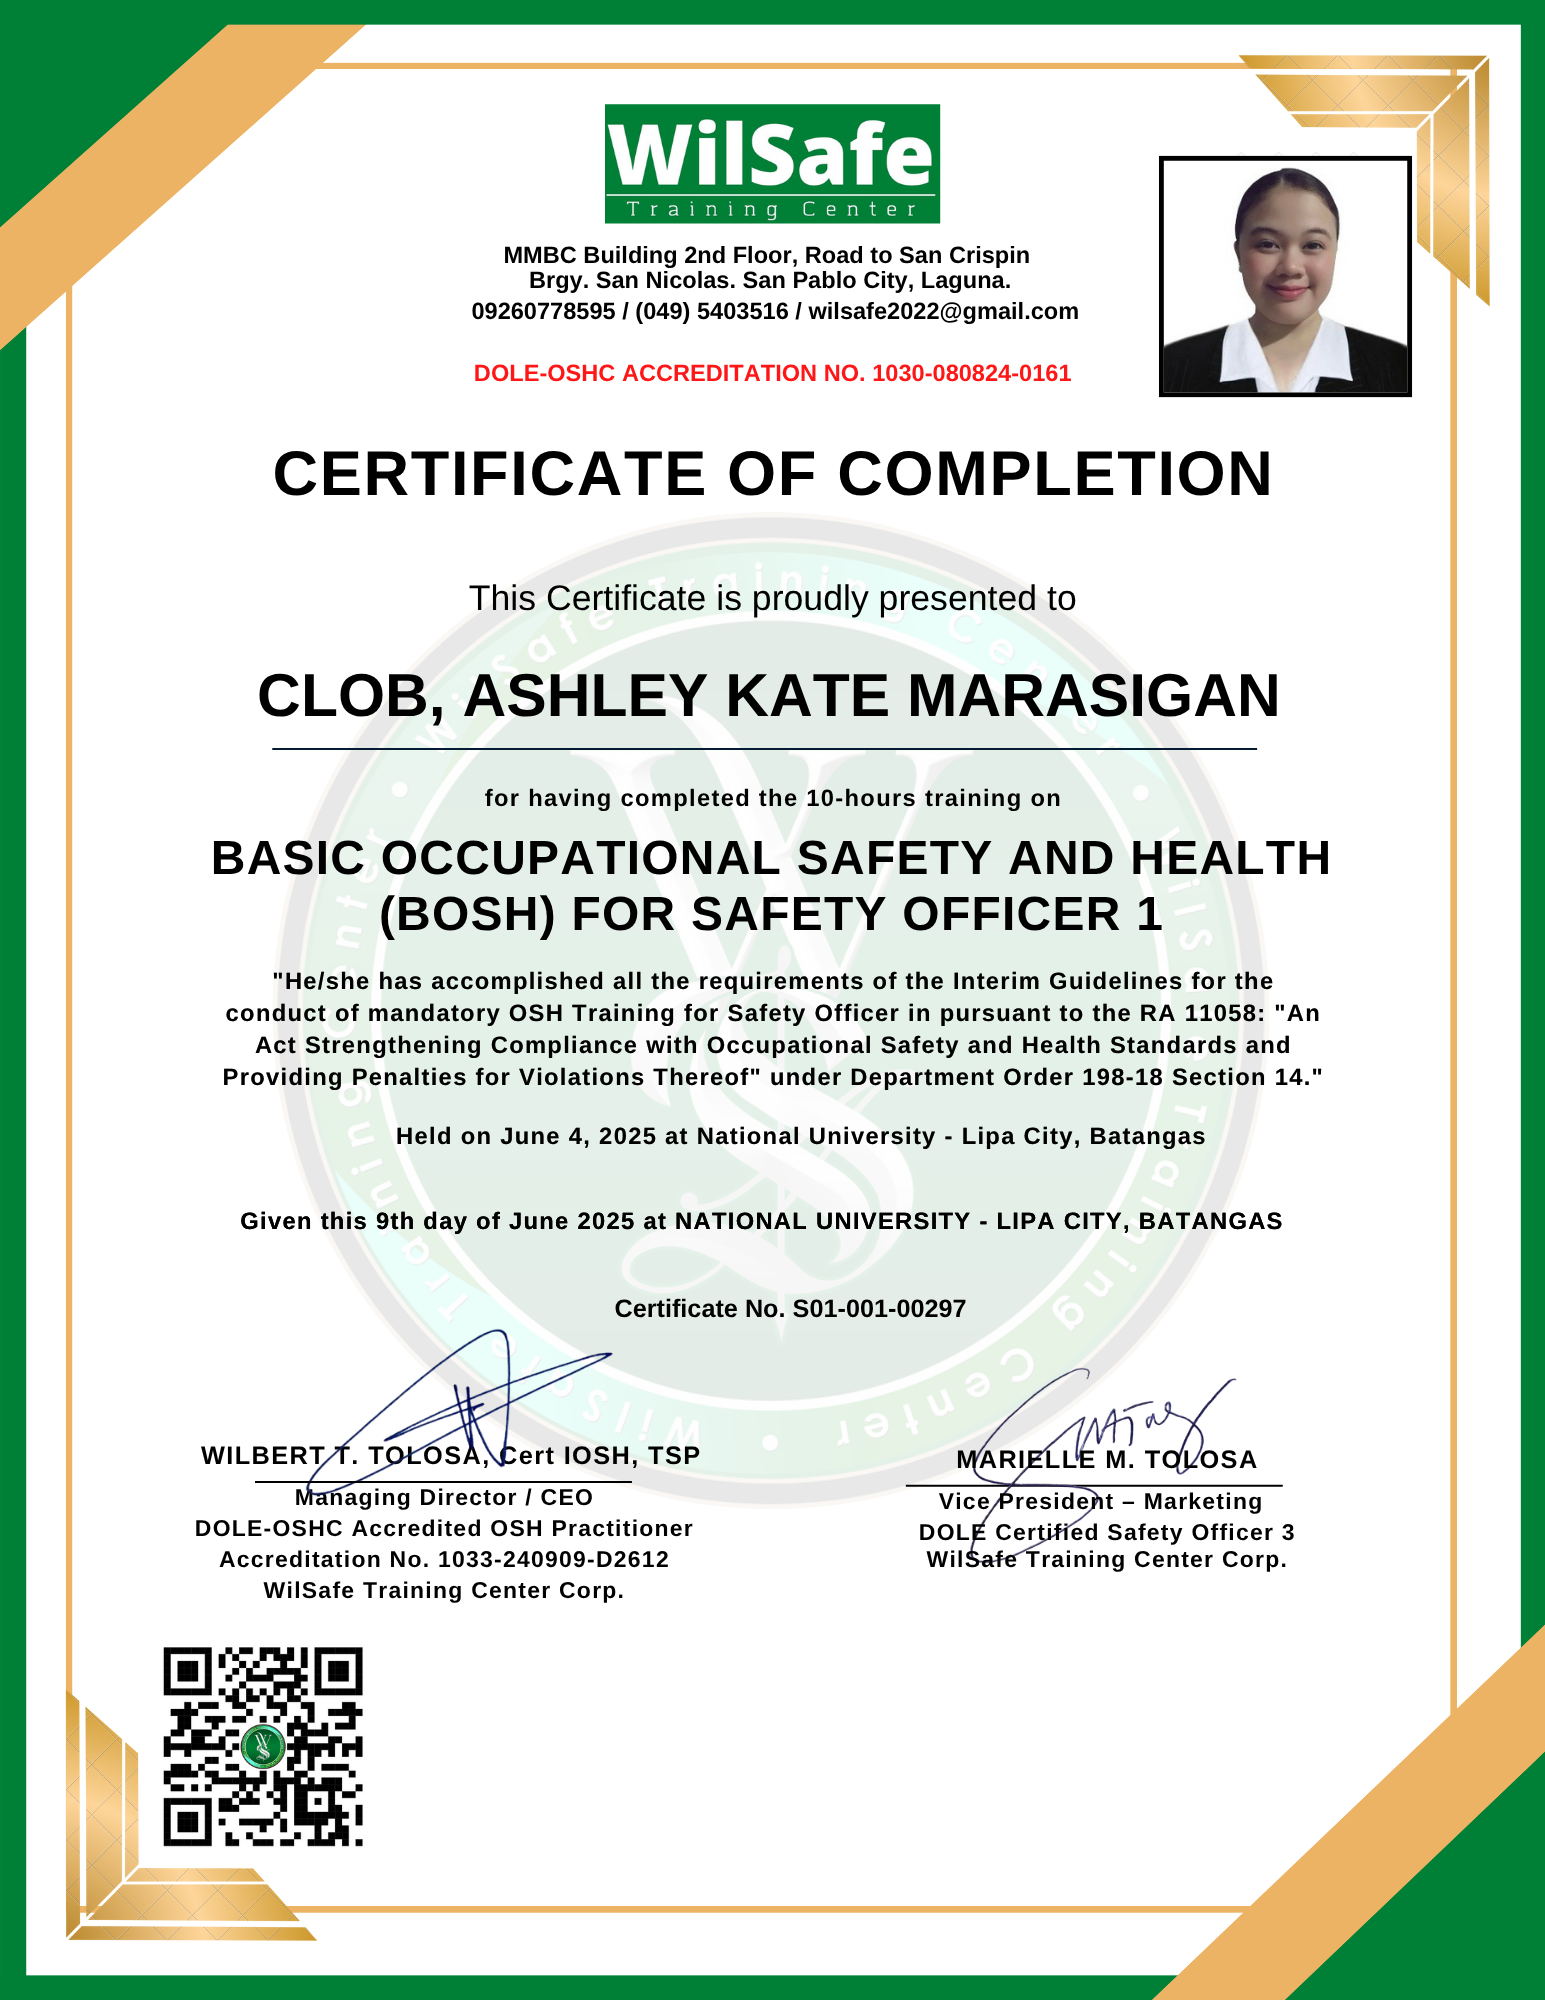 WilSafe
Training Center
MMBC Building 2nd Floor, Road to San Crispin
Brgy. San Nicolas. San Pablo City, Laguna.
09260778595 / (049) 5403516 / wilsafe2022@gmail.com
DOLE-OSHC ACCREDITATION NO. 1030-080824-0161
CERTIFICATE OF COMPLETION
This Certificate is proudly presented to
CLOB, ASHLEY KATE MARASIGAN
for having completed the 10-hours training on
BASIC OCCUPATIONAL SAFETY AND HEALTH
(BOSH) FOR SAFETY OFFICER 1
"He/she has accomplished all the requirements of the Interim Guidelines for the
conduct of mandatory OSH Training for Safety Officer in pursuant to the RA 11058: "An
Act Strengthening Compliance with Occupational Safety and Health Standards and
Providing Penalties for Violations Thereof" under Department Order 198-18 Section 14."
Held on June 4, 2025 at National University - Lipa City, Batangas
Given this 9th day of June 2025 at NATIONAL UNIVERSITY - LIPA CITY, BATANGAS
Certificate No. S01-001-00297
WILBERT T. TOLOSA, Cert IOSH, TSP
Managing Director / CEO
DOLE-OSHC Accredited OSH Practitioner
Accreditation No. 1033-240909-D2612
WilSafe Training Center Corp.
MARIELLE M. TOLOSA
Vice President – Marketing
DOLE Certified Safety Officer 3
WilSafe Training Center Corp.
WilSafe Training Center • WilSafe Training Center • WilSafe Training Center •